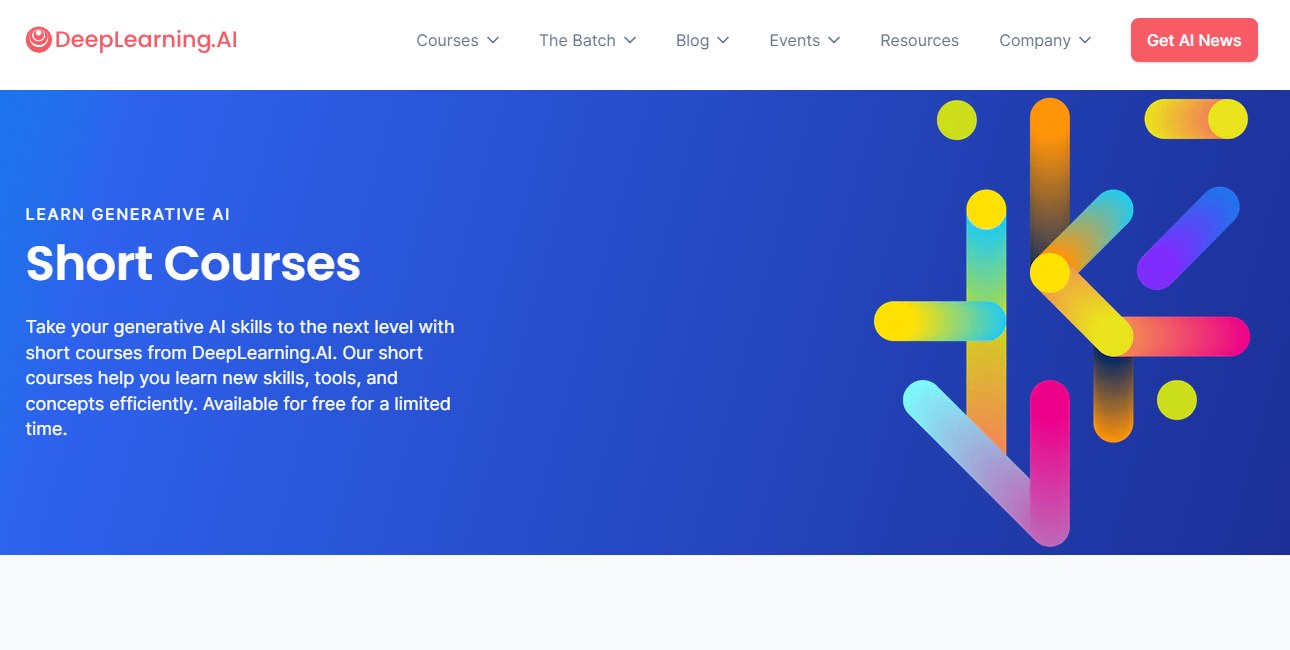 DeepLearning.AI
Courses
The Batch
Blog
Events
Resources
Company
Get AI News
LEARN GENERATIVE AI
Short Courses
Take your generative AI skills to the next level with
short courses from DeepLearning.AI. Our short
courses help you learn new skills, tools, and
concepts efficiently. Available for free for a limited
time.